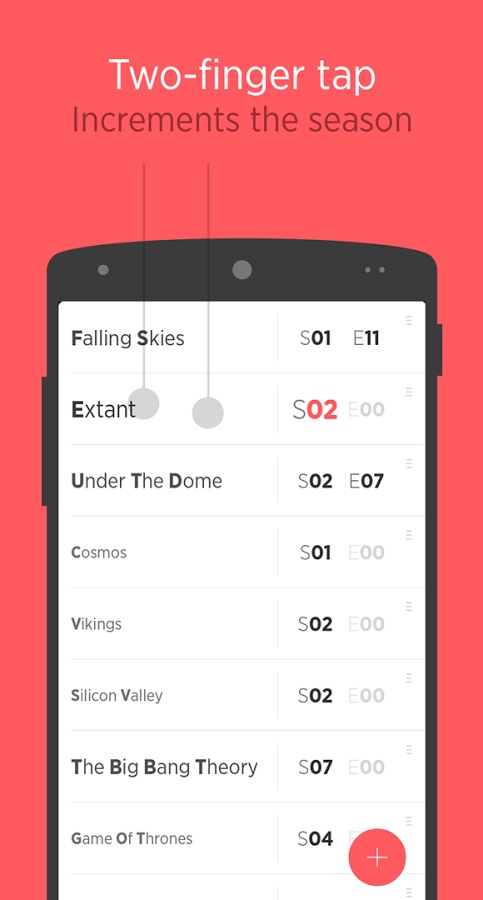 Two-finger tap
Increments the season
Falling Skies S01 E11
Extant S02 E00
Under The Dome S02 E07
Cosmos S01 E00
Vikings S02 E00
Silicon Valley S02 E00
The Big Bang Theory S07 E00
Game Of Thrones S04